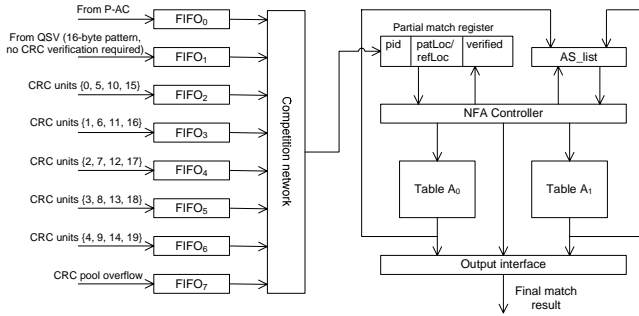 From P-AC
FIFO₀
From QSV (16-byte pattern,
no CRC verification required)
FIFO₁
CRC units {0, 5, 10, 15}
FIFO₂
CRC units {1, 6, 11, 16}
FIFO₃
CRC units {2, 7, 12, 17}
FIFO₄
CRC units {3, 8, 13, 18}
FIFO₅
CRC units {4, 9, 14, 19}
FIFO₆
CRC pool overflow
FIFO₇
Competition network
Partial match register
pid
patLoc/
refLoc
verified
AS_list
NFA Controller
Table A₀
Table A₁
Output interface
Final match
result